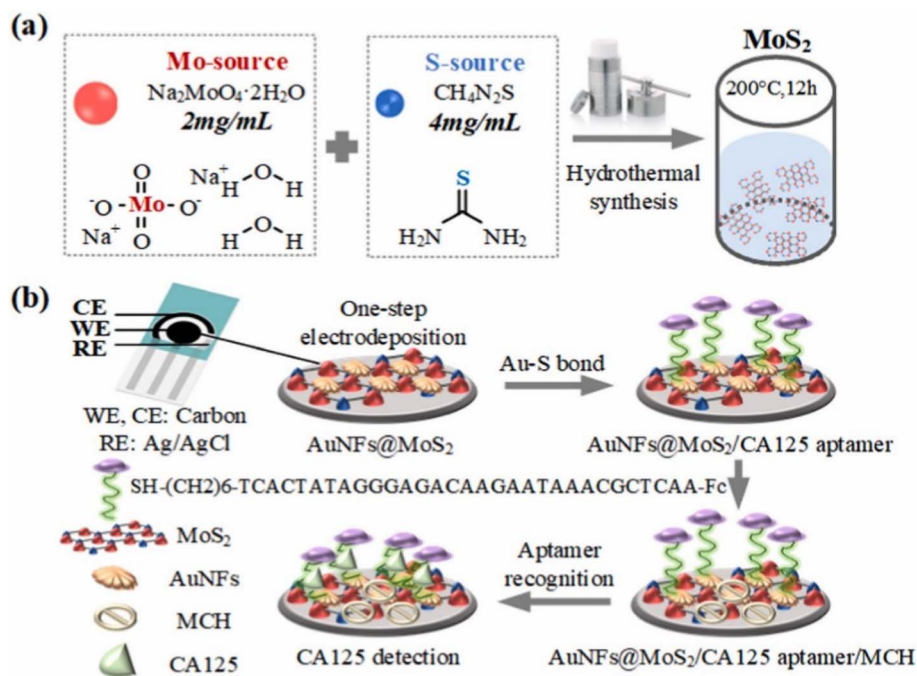 (a)
Mo-source
Na₂MoO₄·2H₂O
2mg/mL
O
⁻O-Mo-O⁻
O
Na⁺
Na⁺
H O H
H O H
S-source
CH₄N₂S
4mg/mL
S
H₂N NH₂
Hydrothermal
synthesis
MoS₂
200°C,12h
(b)
CE
WE
RE
WE, CE: Carbon
RE: Ag/AgCl
One-step
electrodeposition
AuNFs@MoS₂
Au-S bond
AuNFs@MoS₂/CA125 aptamer
SH-(CH2)6-TCACTATAGGGAGACAAGAATAAACGCTCAA-Fc
MoS₂
AuNFs
MCH
CA125
Aptamer
recognition
CA125 detection
AuNFs@MoS₂/CA125 aptamer/MCH